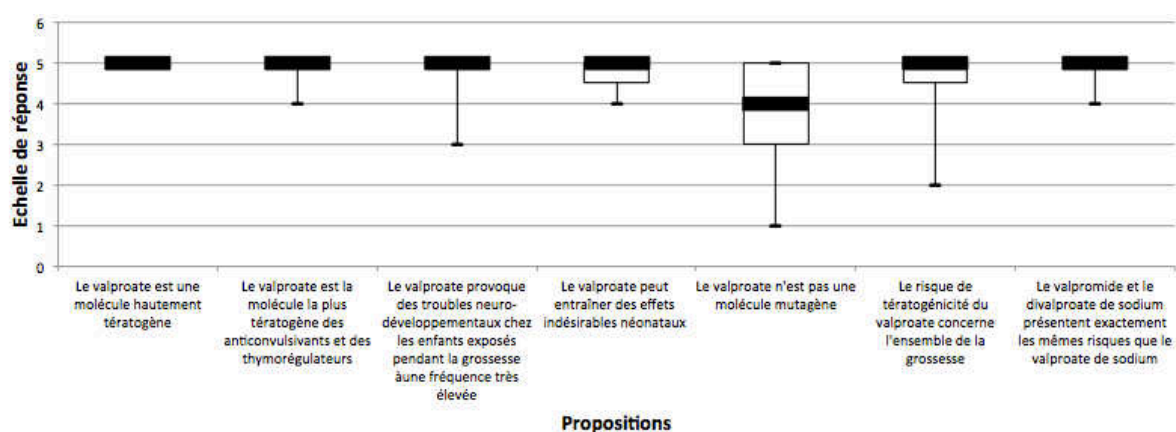 6
5
4
3
2
1
0
Echelle de réponse
Le valproate est une
molécule hautement
tératogène
Le valproate est la
molécule la plus
tératogène des
anticonvulsivants et des
thymorégulateurs
Le valproate provoque
des troubles neuro-
développementaux chez
les enfants exposés
pendant la grossesse
àune fréquence très
élevée
Le valproate peut
entraîner des effets
indésirables néonataux
Le valproate n'est pas une
molécule mutagène
Le risque de
tératogénicité du
valproate concerne
l'ensemble de la
grossesse
Le valpromide et le
divalproate de sodium
présentent exactement
les mêmes risques que le
valproate de sodium
Propositions